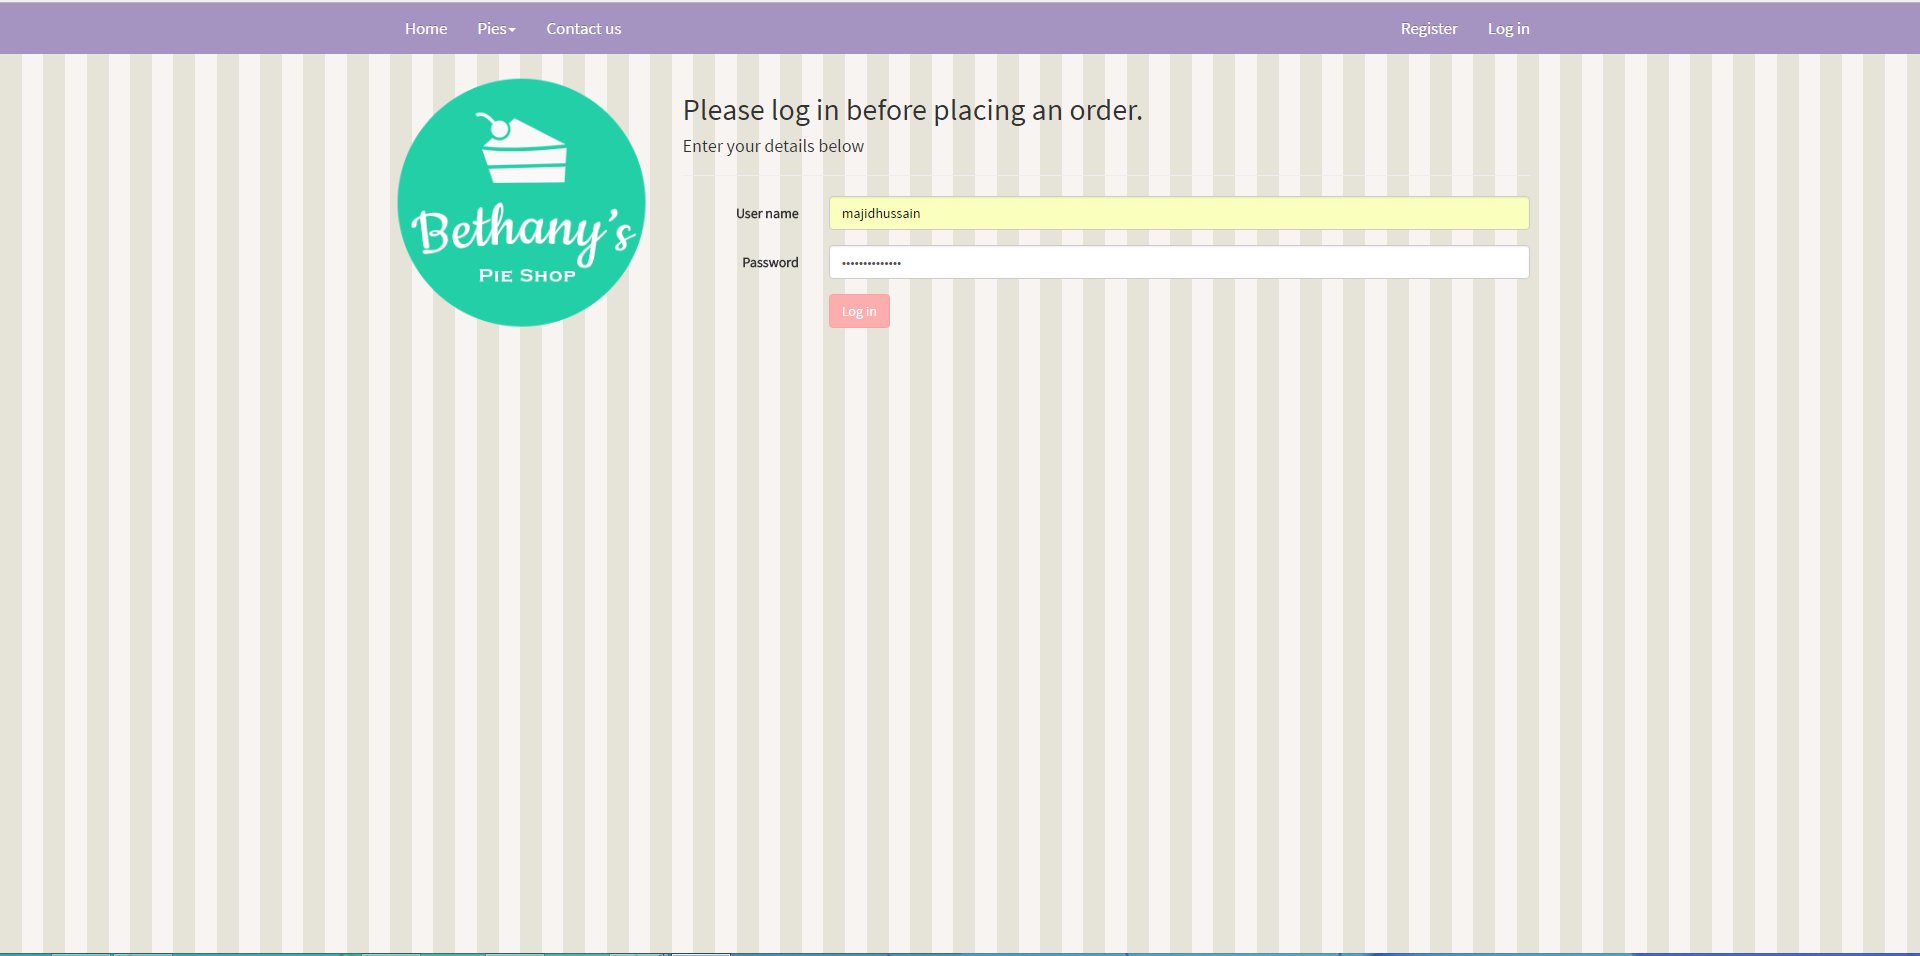 Home Pies Contact us Register Log in
Bethany's
PIE SHOP
Please log in before placing an order.
Enter your details below
User name majidhussain
Password ••••••••••••••
Log in